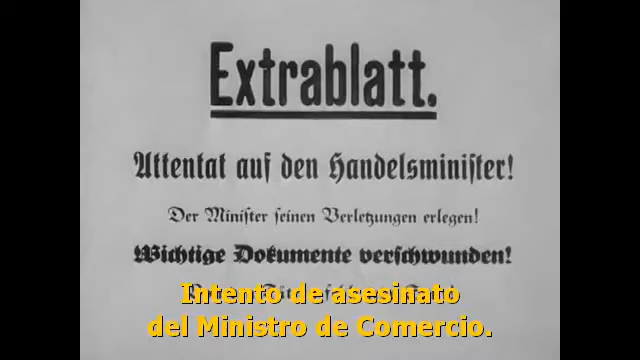 Extrablatt.
Attentat auf den Handelsminister!
Der Minister seinen Verletzungen erlegen!
Wichtige Dokumente verschwunden!
Intento de asesinato
del Ministro de Comercio.